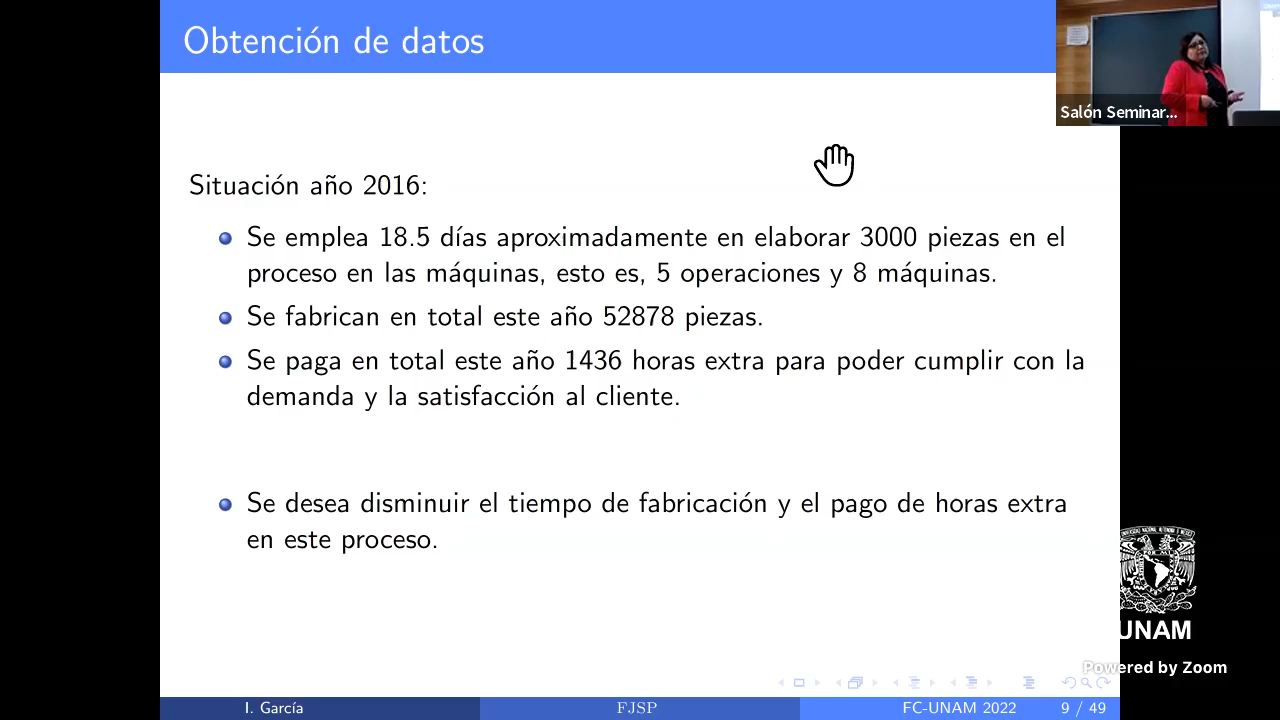 Obtención de datos
Salón Seminar...
Situación año 2016:
Se emplea 18.5 días aproximadamente en elaborar 3000 piezas en el
proceso en las máquinas, esto es, 5 operaciones y 8 máquinas.
Se fabrican en total este año 52878 piezas.
Se paga en total este año 1436 horas extra para poder cumplir con la
demanda y la satisfacción al cliente.
Se desea disminuir el tiempo de fabricación y el pago de horas extra
en este proceso.
UNAM
Powered by Zoom
I. García
FJSP
FC-UNAM 2022
9 / 49